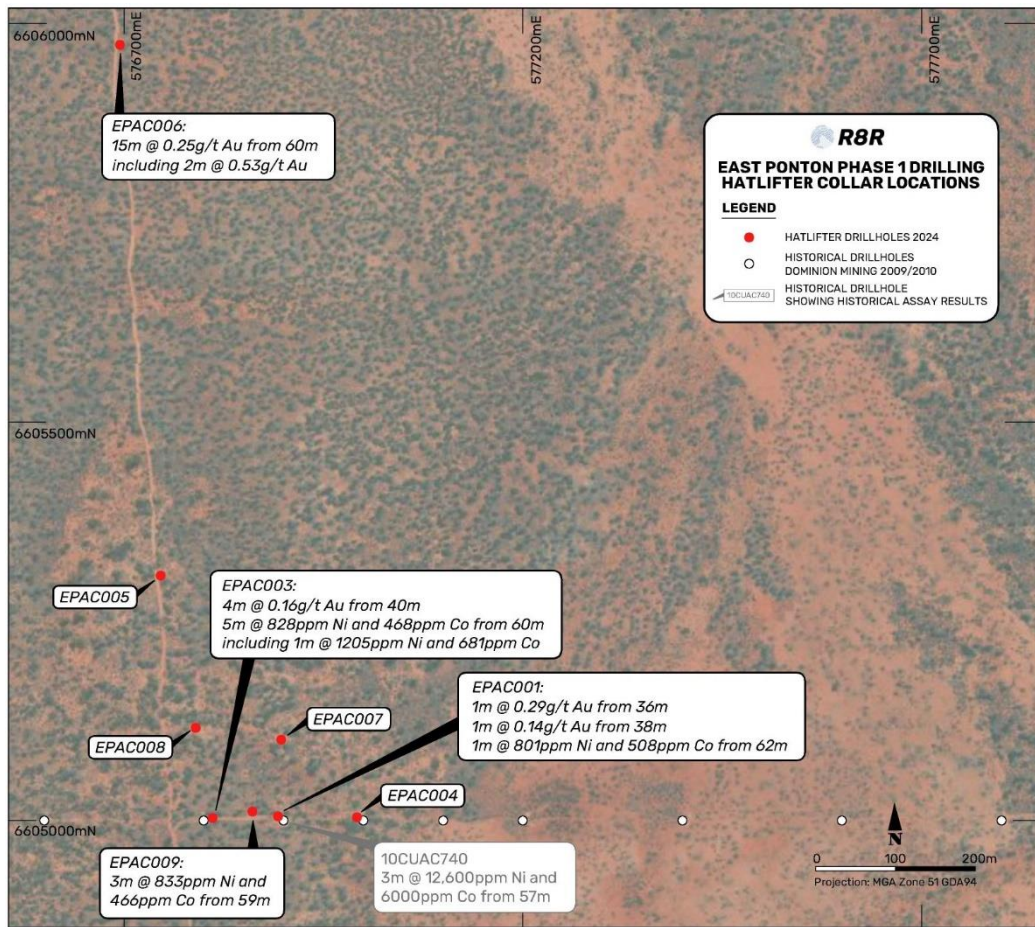 6606000mN
576700mE
577200mE
577700mE
EPAC006:
15m @ 0.25g/t Au from 60m
including 2m @ 0.53g/t Au
R8R
EAST PONTON PHASE 1 DRILLING
HATLIFTER COLLAR LOCATIONS
LEGEND
HATLIFTER DRILLHOLES 2024
HISTORICAL DRILLHOLES
DOMINION MINING 2009/2010
10CUAC740
HISTORICAL DRILLHOLE
SHOWING HISTORICAL ASSAY RESULTS
6605500mN
EPAC005
EPAC003:
4m @ 0.16g/t Au from 40m
5m @ 828ppm Ni and 468ppm Co from 60m
including 1m @ 1205ppm Ni and 681ppm Co
EPAC001:
1m @ 0.29g/t Au from 36m
1m @ 0.14g/t Au from 38m
1m @ 801ppm Ni and 508ppm Co from 62m
EPAC007
EPAC008
EPAC004
6605000mN
EPAC009:
3m @ 833ppm Ni and
466ppm Co from 59m
10CUAC740
3m @ 12,600ppm Ni and
6000ppm Co from 57m
N
0 100 200m
Projection: MGA Zone 51 GDA94